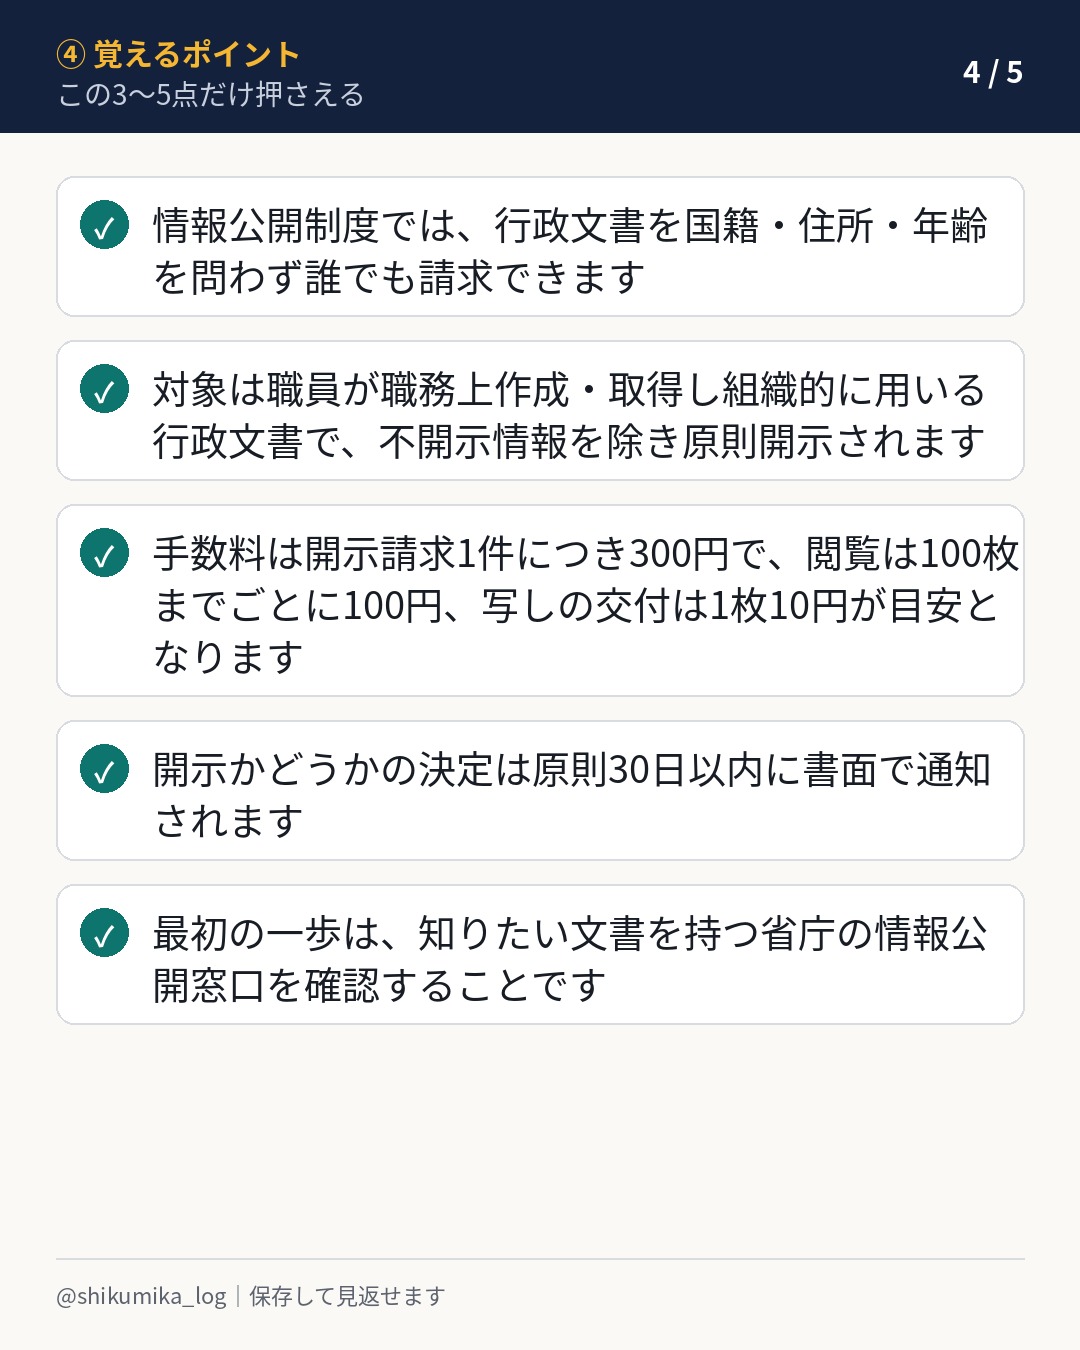 ④ 覚えるポイント
この3〜5点だけ押さえる
4 / 5
✓ 情報公開制度では、行政文書を国籍・住所・年齢
を問わず誰でも請求できます
✓ 対象は職員が職務上作成・取得し組織的に用いる
行政文書で、不開示情報を除き原則開示されます
✓ 手数料は開示請求1件につき300円で、閲覧は100枚
までごとに100円、写しの交付は1枚10円が目安と
なります
✓ 開示かどうかの決定は原則30日以内に書面で通知
されます
✓ 最初の一歩は、知りたい文書を持つ省庁の情報公
開窓口を確認することです
@shikumika_log｜保存して見返せます